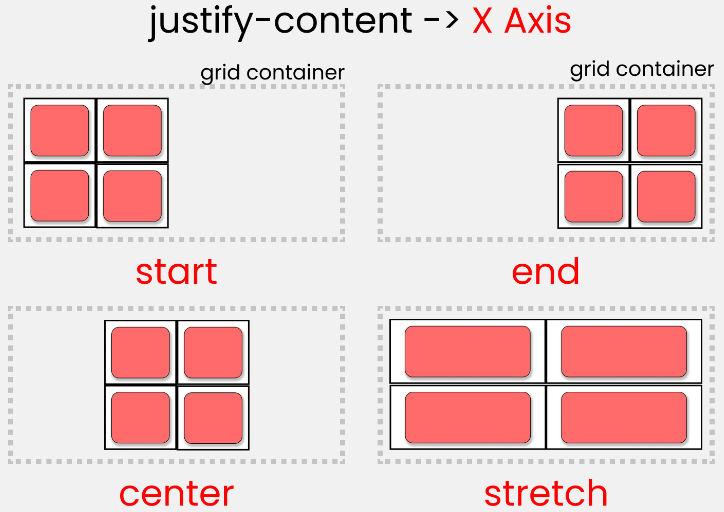 justify-content -> X Axis
grid container
grid container
start
end
center
stretch